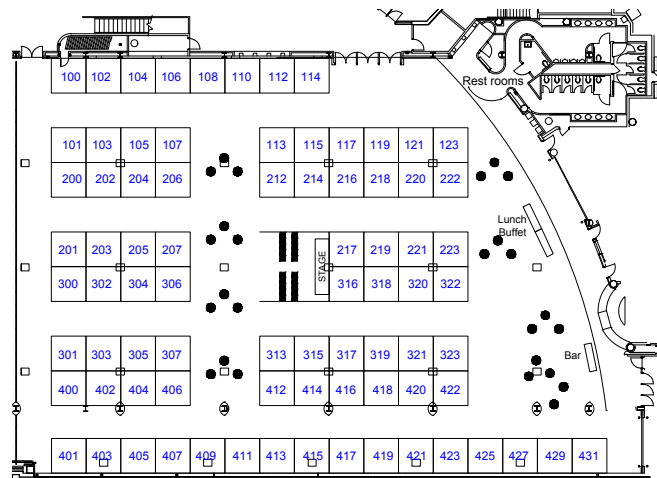 100 102 104 106 108 110 112 114
Rest rooms
101 103 105 107 113 115 117 119 121 123
200 202 204 206 212 214 216 218 220 222
Lunch
Buffet
201 203 205 207 217 219 221 223
STAGE
300 302 304 306 316 318 320 322
301 303 305 307 313 315 317 319 321 323
Bar
400 402 404 406 412 414 416 418 420 422
401 403 405 407 409 411 413 415 417 419 421 423 425 427 429 431